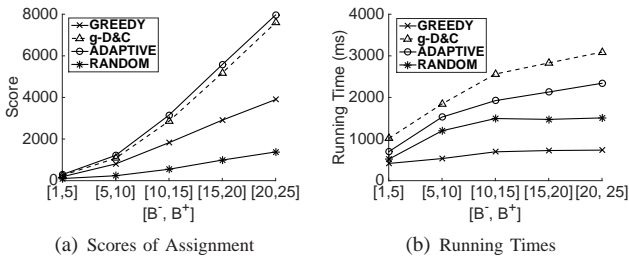 8000
6000
4000
2000
0
Score
GREEDY
g-D&C
ADAPTIVE
RANDOM
[1,5] [5,10] [10,15] [15,20] [20,25]
[B⁻, B⁺]
(a) Scores of Assignment
4000
3000
2000
1000
0
Running Time (ms)
GREEDY
g-D&C
ADAPTIVE
RANDOM
[1,5] [5,10] [10,15] [15,20] [20, 25]
[B⁻, B⁺]
(b) Running Times